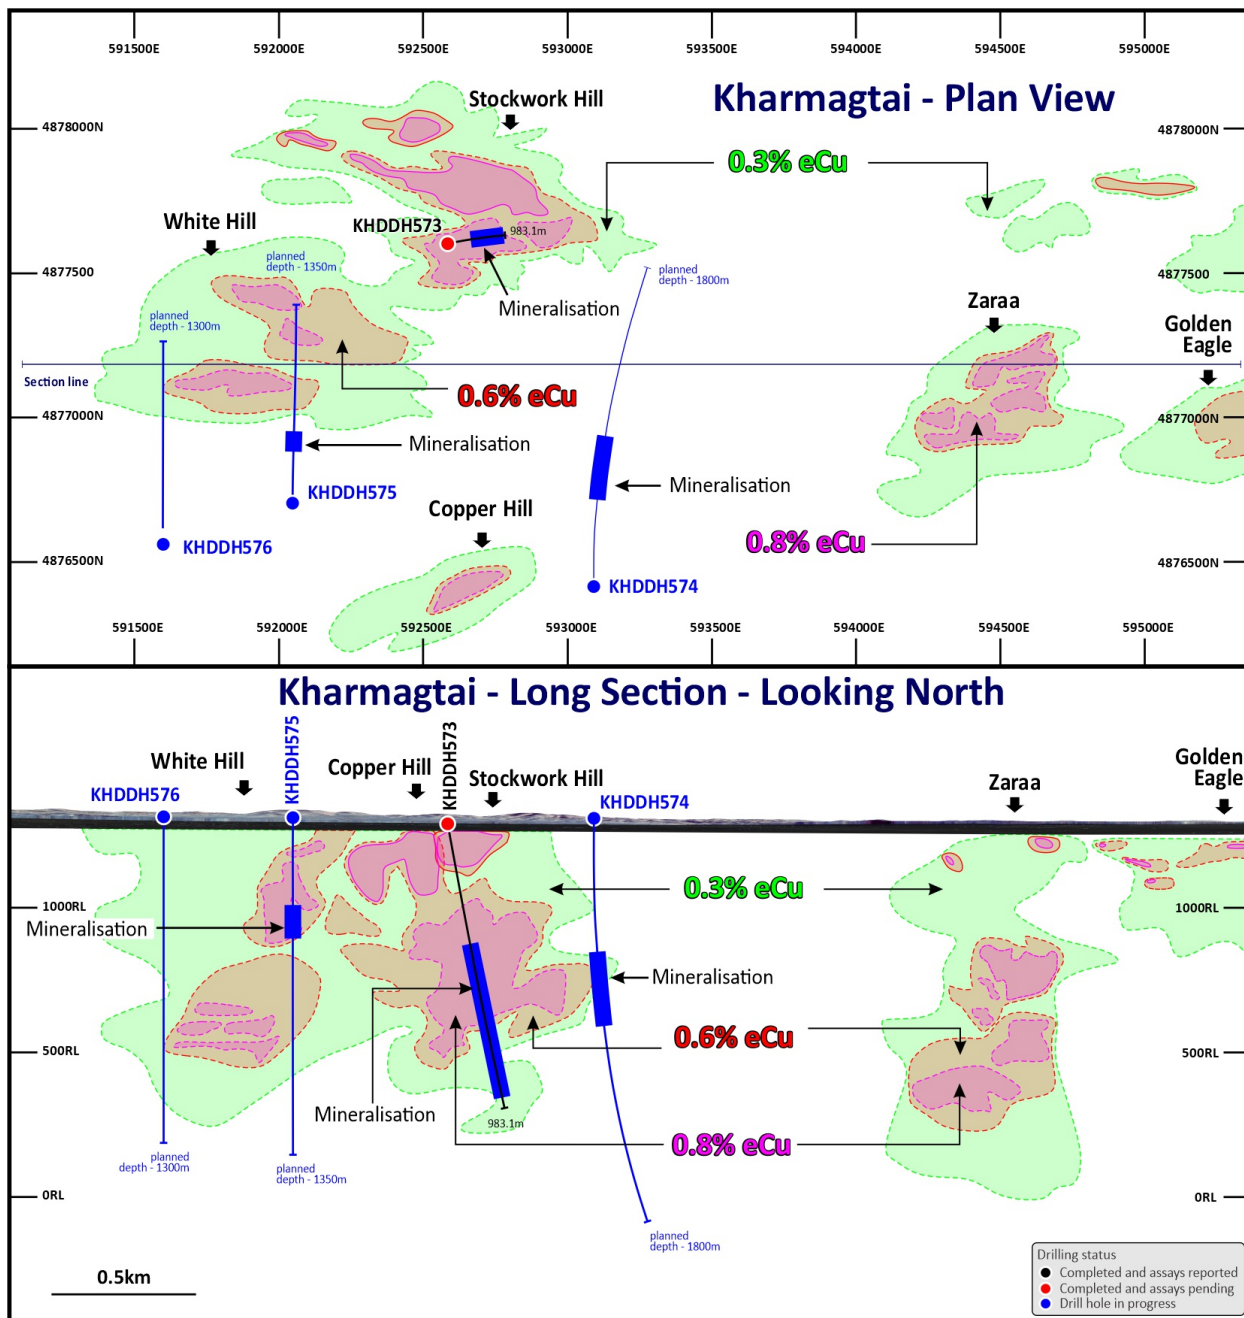 591500E 592000E 592500E 593000E 593500E 594000E 594500E 595000E
Kharmagtai - Plan View
Stockwork Hill
4878000N
4878000N
0.3% eCu
White Hill
KHDDH573
983.1m
planned
depth - 1350m
planned
depth - 1800m
4877500
4877500
Mineralisation
Zaraa
Golden
Eagle
planned
depth - 1300m
Section line
0.6% eCu
4877000N
4877000N
Mineralisation
Mineralisation
KHDDH575
Copper Hill
KHDDH576
0.8% eCu
4876500N
4876500N
KHDDH574
591500E 592000E 592500E 593000E 593500E 594000E 594500E 595000E
Kharmagtai - Long Section - Looking North
KHDDH575
KHDDH573
White Hill
Copper Hill
Stockwork Hill
Zaraa
Golden
Eagle
KHDDH576
KHDDH574
0.3% eCu
1000RL
1000RL
Mineralisation
Mineralisation
0.6% eCu
500RL
500RL
Mineralisation
983.1m
0.8% eCu
planned
depth - 1300m
planned
depth - 1350m
0RL
0RL
planned
depth - 1800m
0.5km
Drilling status
Completed and assays reported
Completed and assays pending
Drill hole in progress